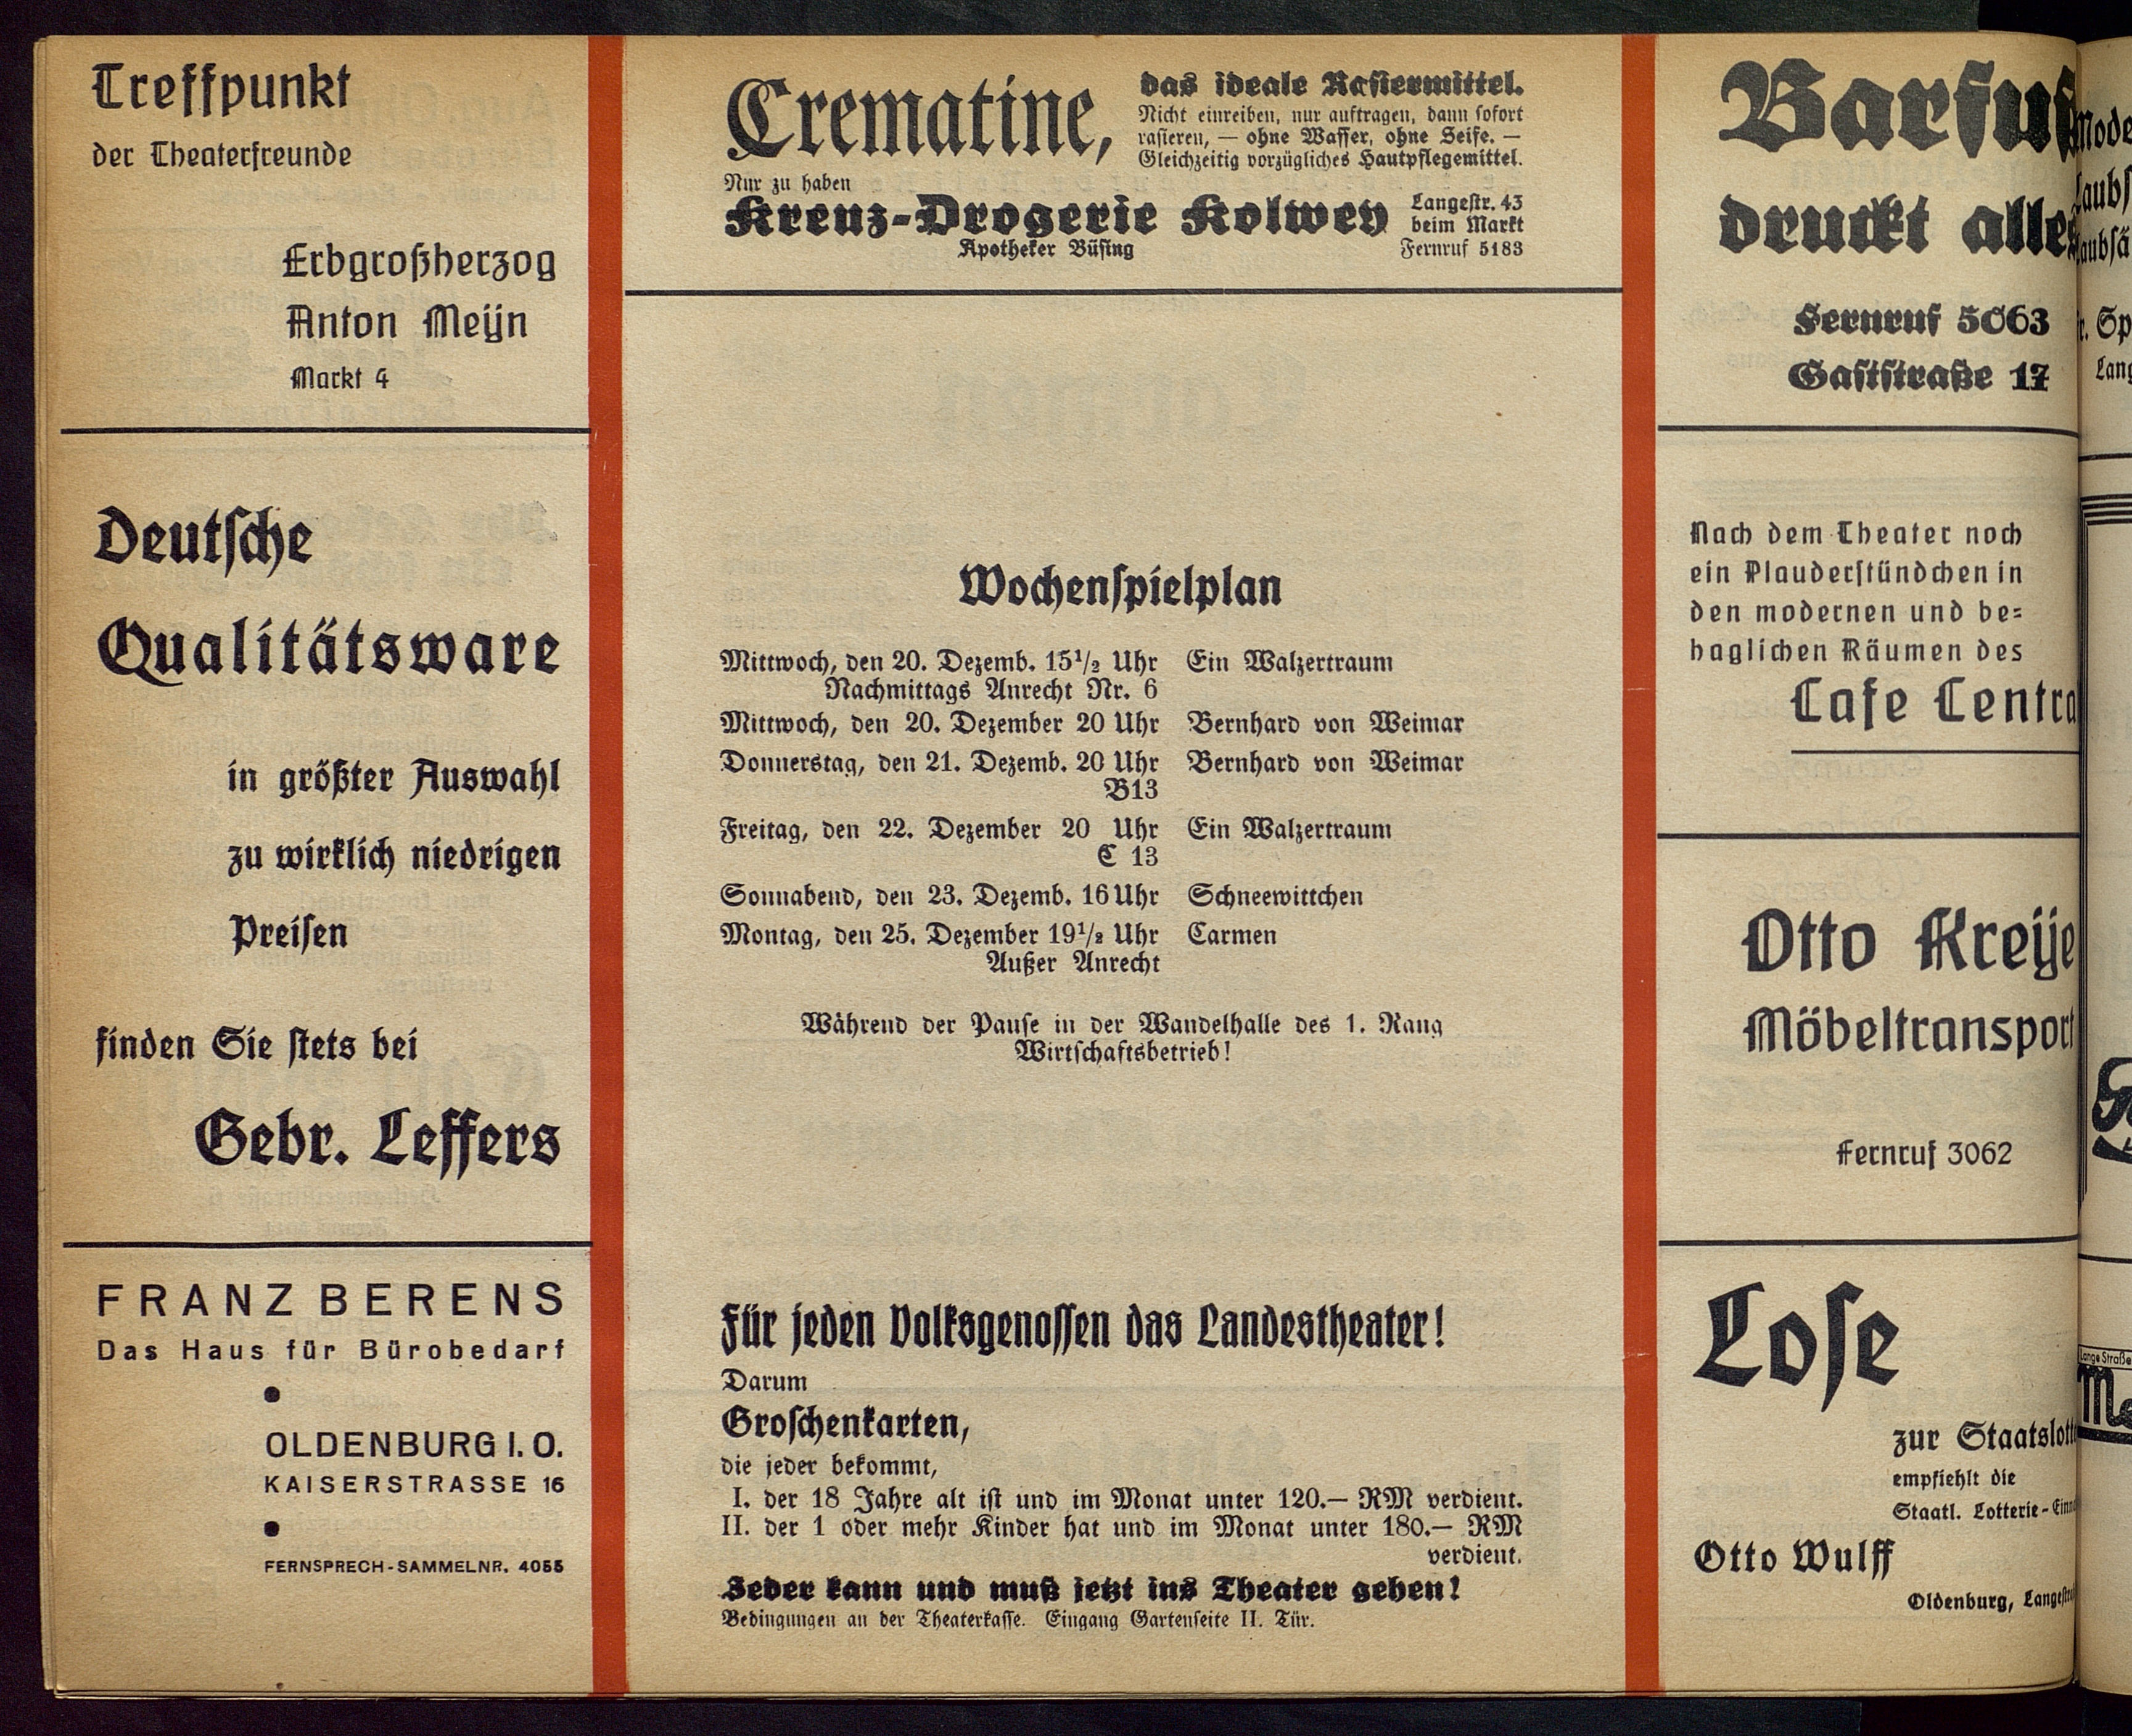 Treffpunkt
der Theaterfreunde
Erbgroßherzog
Anton Meijn
Markt 4
Deutsche
Qualitätsware
in größter Auswahl
zu wirklich niedrigen
Preisen
finden Sie stets bei
Gebr. Leffers
FRANZ BERENS
Das Haus für Bürobedarf
•
OLDENBURG I. O.
KAISERSTRASSE 16
•
FERNSPRECH-SAMMELNR. 4055
Crematine,
das ideale Rasiermittel.
Nicht einreiben, nur auftragen, dann sofort
rasieren, — ohne Wasser, ohne Seife. —
Gleichzeitig vorzügliches Hautpflegemittel.
Nur zu haben
Kreuz-Drogerie Kolwey
Apotheker Büsing
Langestr. 43
beim Markt
Fernruf 5183
Wochenspielplan
Mittwoch, den 20. Dezemb. 15½ Uhr Ein Walzertraum
Nachmittags Anrecht Nr. 6
Mittwoch, den 20. Dezember 20 Uhr Bernhard von Weimar
Donnerstag, den 21. Dezemb. 20 Uhr Bernhard von Weimar
B13
Freitag, den 22. Dezember 20 Uhr Ein Walzertraum
C 13
Sonnabend, den 23. Dezemb. 16 Uhr Schneewittchen
Montag, den 25. Dezember 19½ Uhr Carmen
Außer Anrecht
Während der Pause in der Wandelhalle des 1. Rang
Wirtschaftsbetrieb!
Für jeden Volksgenossen das Landestheater!
Darum
Groschenkarten,
die jeder bekommt,
I. der 18 Jahre alt ist und im Monat unter 120.— RM verdient.
II. der 1 oder mehr Kinder hat und im Monat unter 180.— RM
verdient.
Jeder kann und muß jetzt ins Theater gehen!
Bedingungen an der Theaterkasse. Eingang Gartenseite II. Tür.
Barfuß
druckt alles
Fernruf 5063
Gaststraße 17
Nach dem Theater noch
ein Plauderstündchen in
den modernen und be=
haglichen Räumen des
Cafe Centra
Otto Kreije
Möbeltransport
Fernruf 3062
Lose
zur Staatslott
empfiehlt die
Staatl. Lotterie-Einn
Otto Wulff
Oldenburg, Langestr
Mode
Laubs
Laubsä
Sp
Lang
Lange Straße
Me